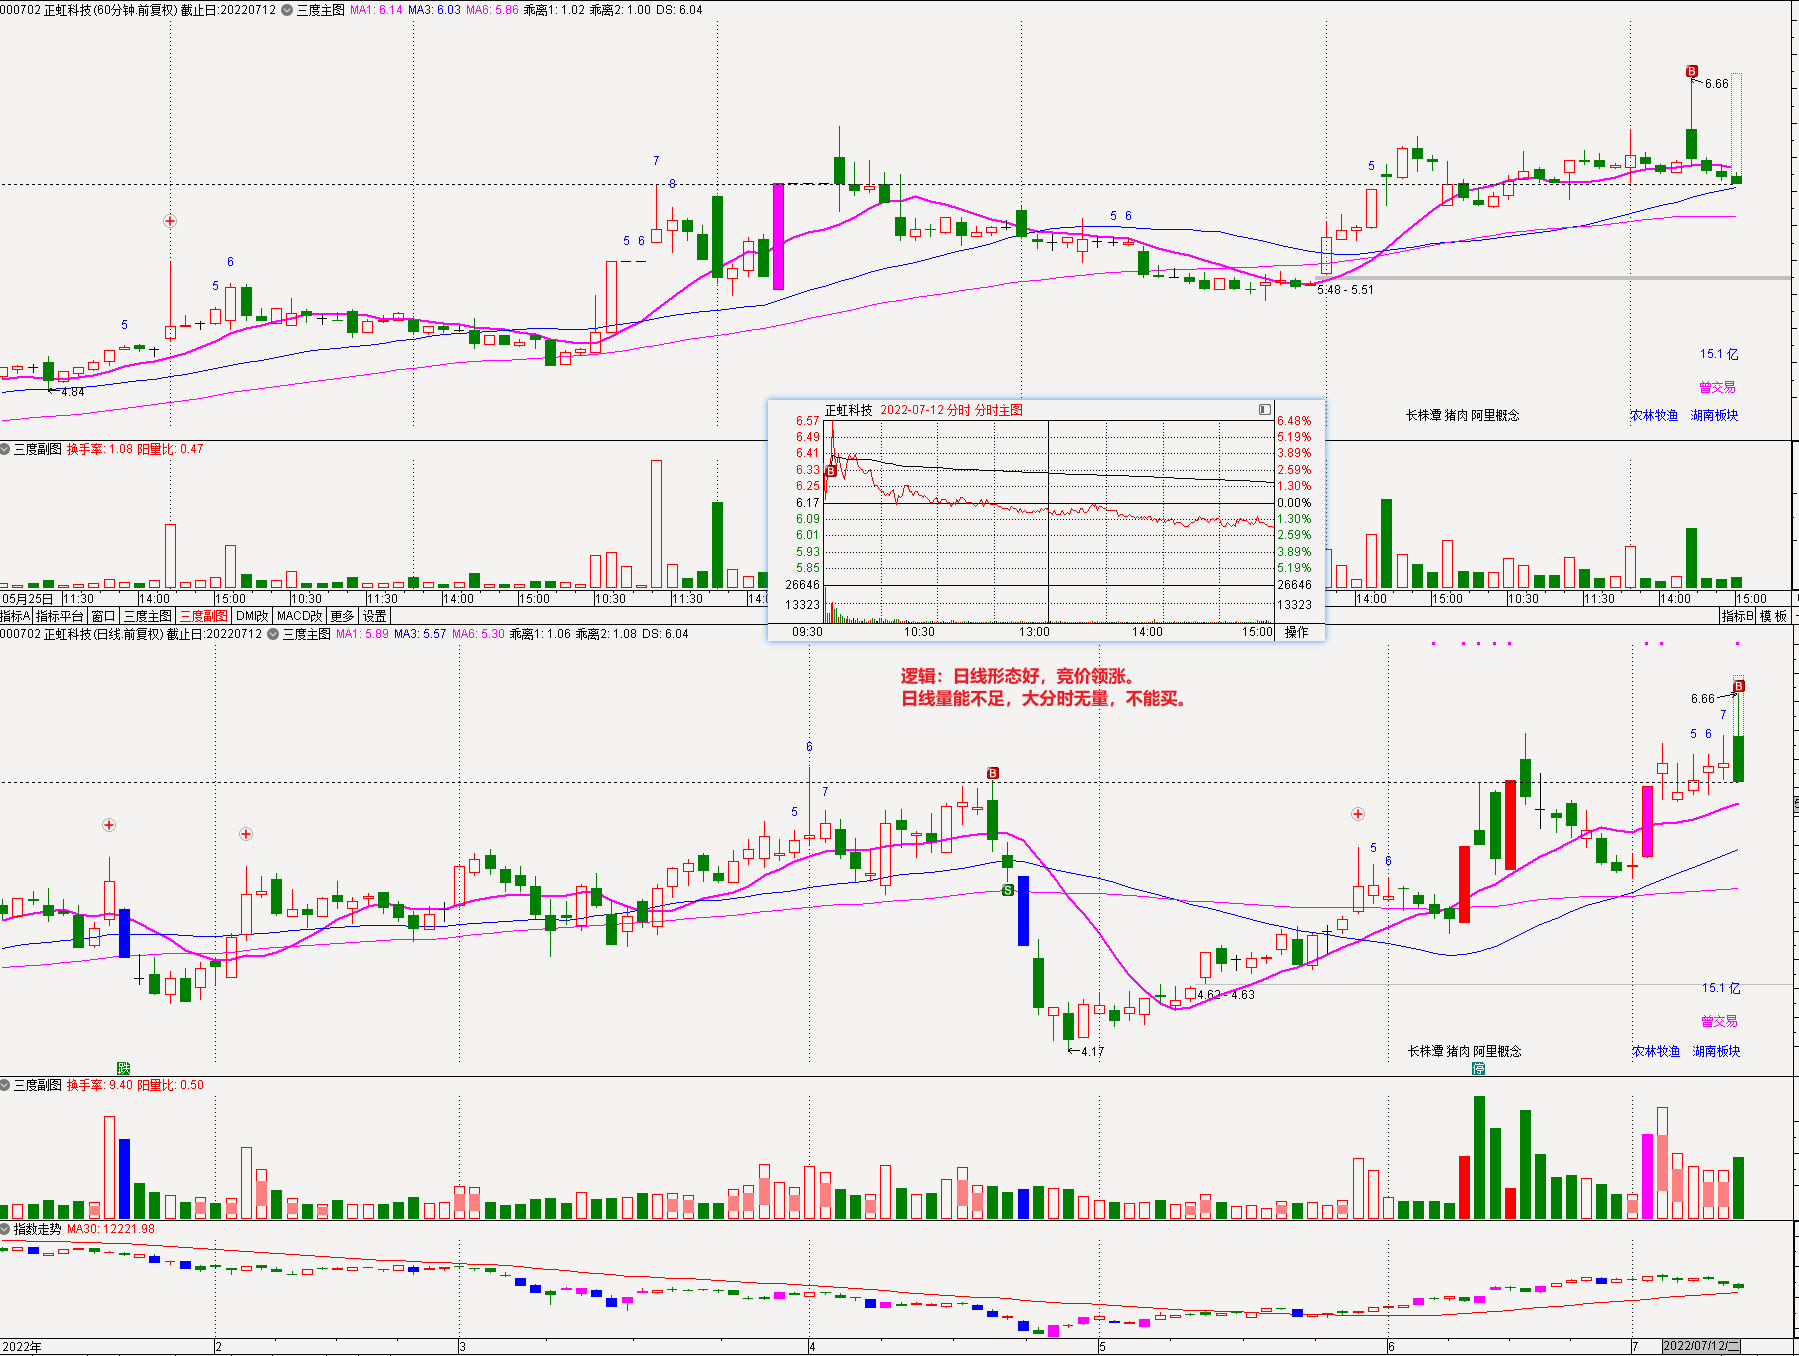 000702 正虹科技(60分钟.前复权) 截止日:20220712 三度主图 MA1: 6.14 MA3: 6.03 MA6: 5.86 乖离1: 1.02 乖离2: 1.00 DS: 6.04
B
6.66
7
8
5
5 6
6
5
5
5 6
4.84
5.48 - 5.51
15.1 亿
曾交易
长株潭 猪肉 阿里概念 农林牧渔 湖南板块
三度副图 换手率: 1.08 阳量比: 0.47
正虹科技 2022-07-12 分时 分时主图
6.57 6.48%
6.49 5.19%
6.41 3.89%
6.33 B 2.59%
6.25 1.30%
6.17 0.00%
6.09 1.30%
6.01 2.59%
5.93 3.89%
5.85 5.19%
26646 26646
13323 13323
09:30 10:30 13:00 14:00 15:00 操作
05月25日 11:30 14:00 15:00 10:30 11:30 14:00 15:00 10:30 11:30 14:00 15:00 10:30 11:30 14:00 15:00
指标A 指标平台 窗口 三度主图 三度副图 DMI改 MACD改 更多 设置 指标B 模板
000702 正虹科技(日线.前复权) 截止日:20220712 三度主图 MA1: 5.89 MA3: 5.57 MA6: 5.30 乖离1: 1.06 乖离2: 1.08 DS: 6.04
逻辑：日线形态好，竞价领涨。
日线量能不足，大分时无量，不能买。
B
6.66
7
5 6
6
B
7
5
5
6
S
4.62 - 4.63
4.17
15.1 亿
曾交易
长株潭 猪肉 阿里概念 农林牧渔 湖南板块
跌
停
三度副图 换手率: 9.40 阳量比: 0.50
指数走势 MA30: 12221.98
2022年 2 3 4 5 6 7 2022/07/12/二